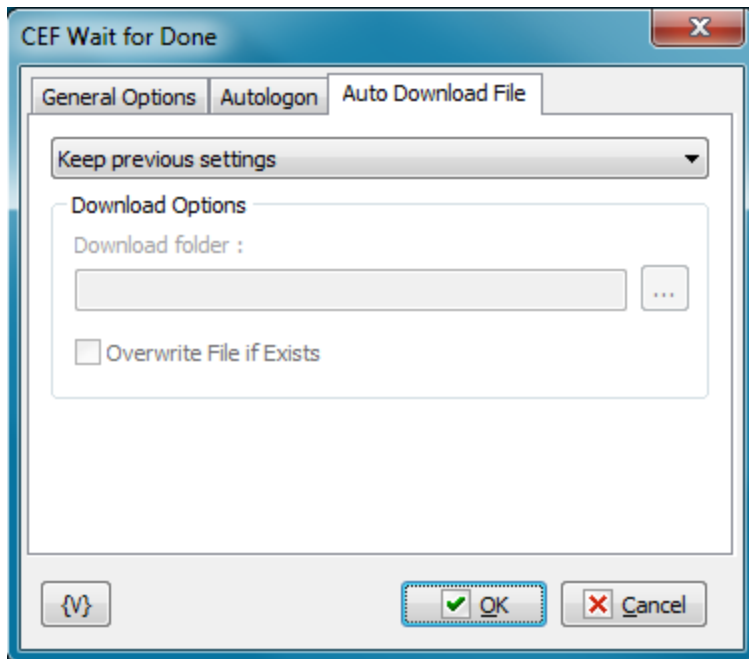 CEF Wait for Done
General Options Autologon Auto Download File
Keep previous settings
Download Options
Download folder :
...
Overwrite File if Exists
{V} OK Cancel